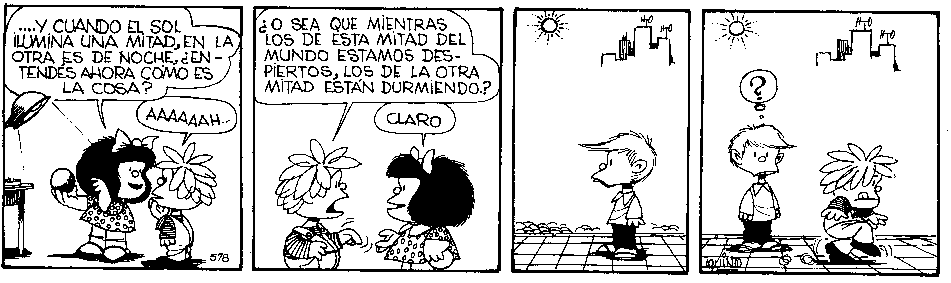 ....Y CUANDO EL SOL
ILUMINA UNA MITAD, EN LA
OTRA ES DE NOCHE, ¿EN-
TENDÉS AHORA CÓMO ES
LA COSA?
AAAAAAH...
578
¿O SEA QUE MIENTRAS
LOS DE ESTA MITAD DEL
MUNDO ESTAMOS DES-
PIERTOS, LOS DE LA OTRA
MITAD ESTÁN DURMIENDO?
CLARO
?
QUINO